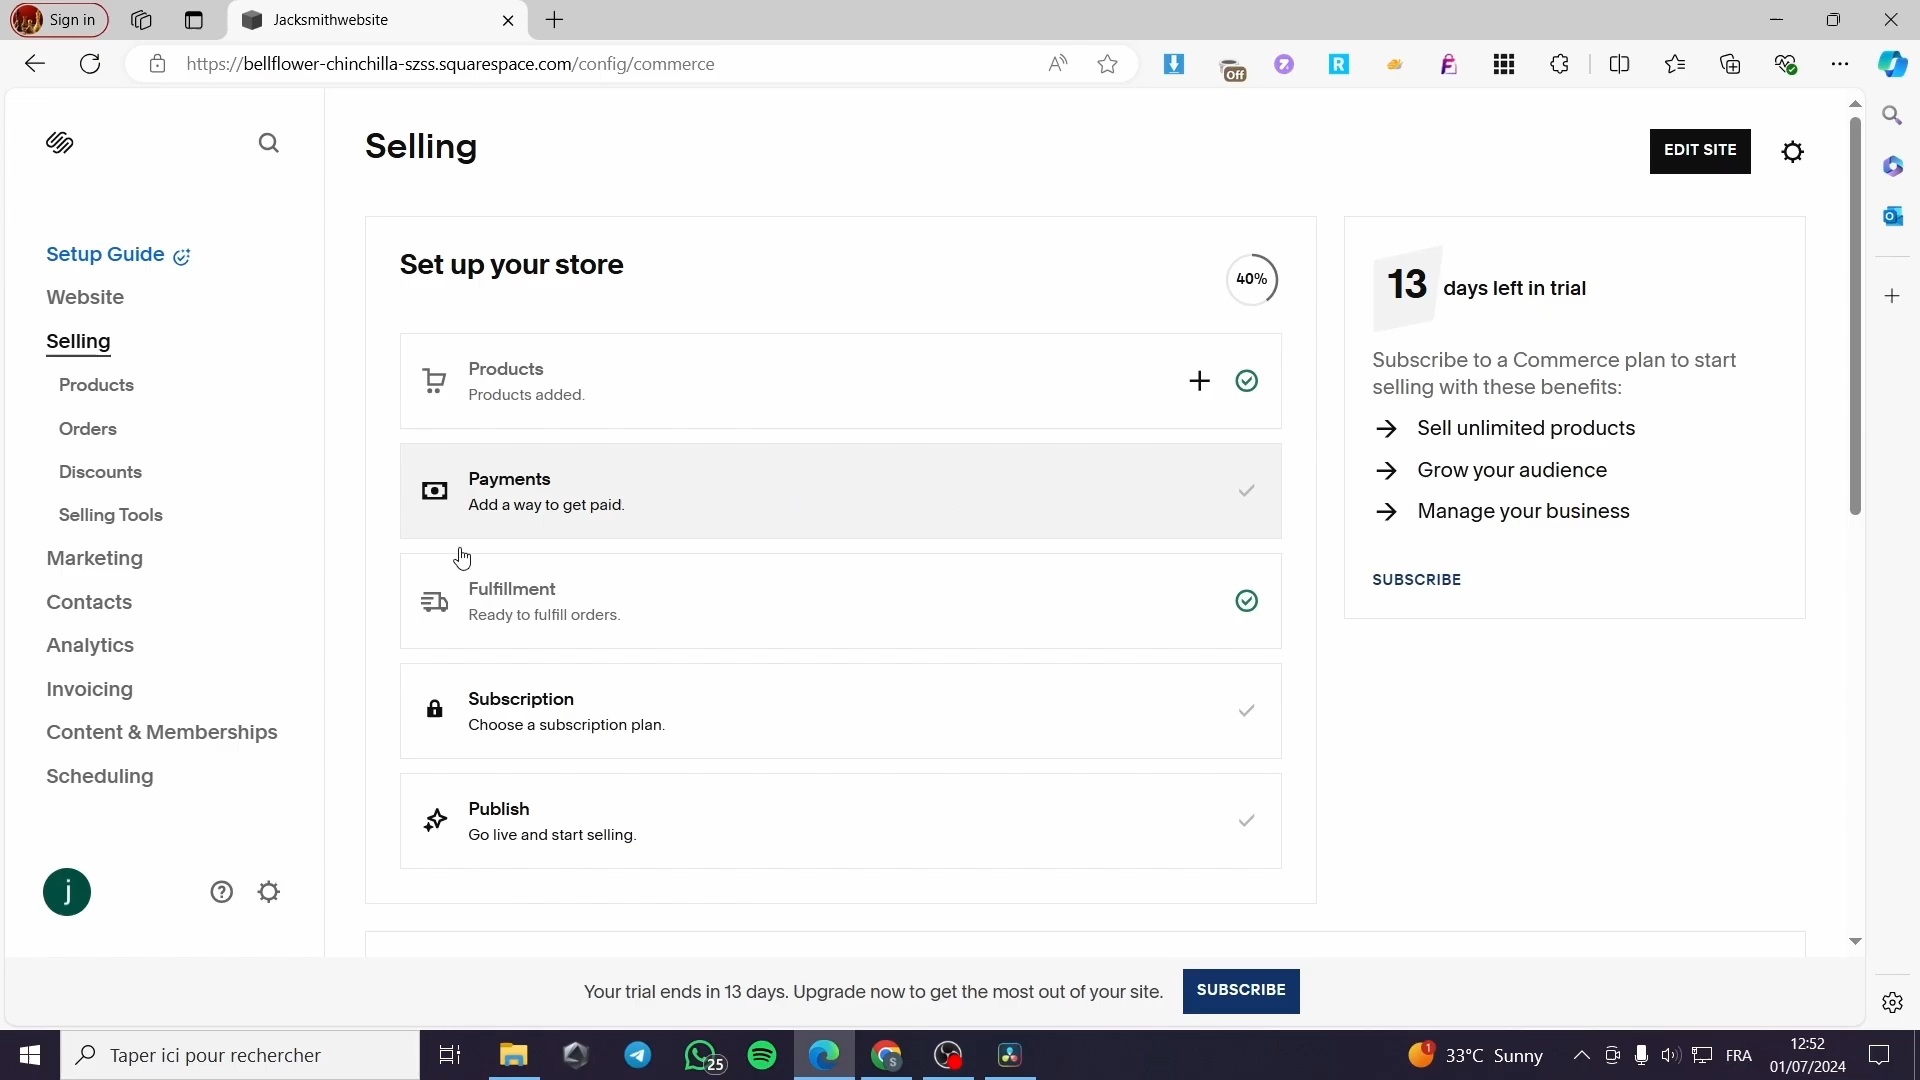 Sign in
Jacksmithwebsite
https://bellflower-chinchilla-szss.squarespace.com/config/commerce
Off
Selling
EDIT SITE
Setup Guide
Website
Selling
Products
Orders
Discounts
Selling Tools
Marketing
Contacts
Analytics
Invoicing
Content & Memberships
Scheduling
j
Set up your store
40%
Products
Products added.
Payments
Add a way to get paid.
Fulfillment
Ready to fulfill orders.
Subscription
Choose a subscription plan.
Publish
Go live and start selling.
13 days left in trial
Subscribe to a Commerce plan to start
selling with these benefits:
Sell unlimited products
Grow your audience
Manage your business
SUBSCRIBE
Your trial ends in 13 days. Upgrade now to get the most out of your site.
SUBSCRIBE
Taper ici pour rechercher
25
1
33°C Sunny
FRA
12:52
01/07/2024